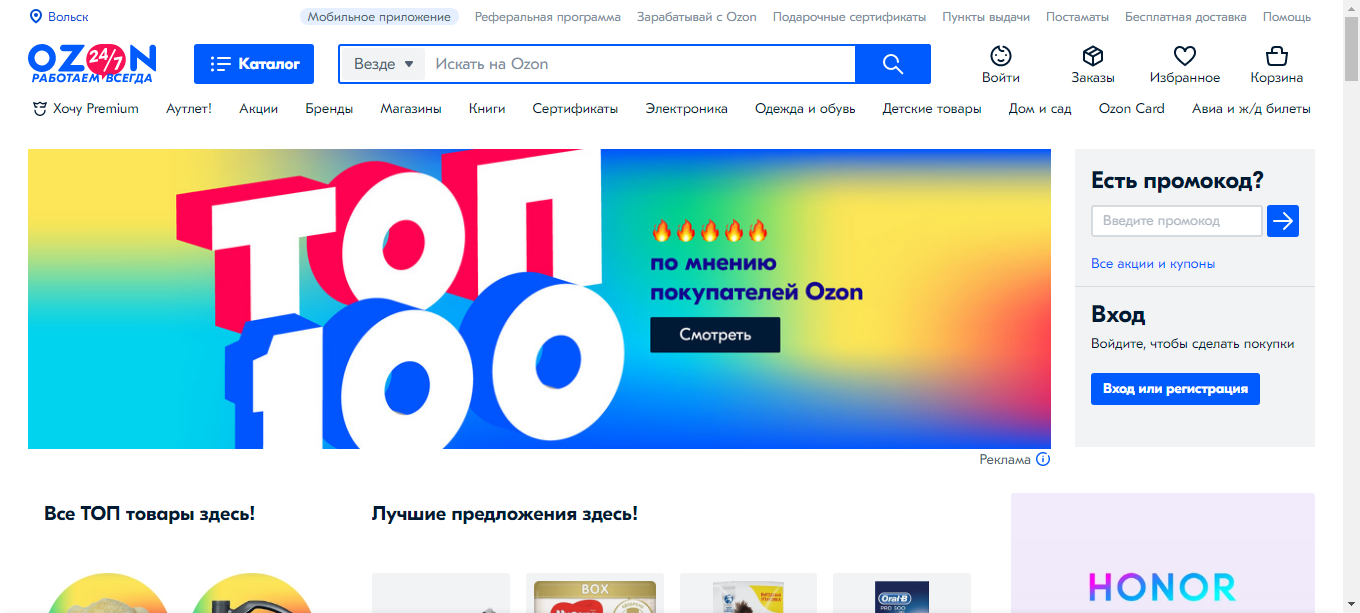 Вольск
Мобильное приложение
Реферальная программа
Зарабатывай с Ozon
Подарочные сертификаты
Пункты выдачи
Постаматы
Бесплатная доставка
Помощь
OZON
24/7
РАБОТАЕМ ВСЕГДА
Каталог
Везде
Искать на Ozon
Войти
Заказы
Избранное
Корзина
Хочу Premium
Аутлет!
Акции
Бренды
Магазины
Книги
Сертификаты
Электроника
Одежда и обувь
Детские товары
Дом и сад
Ozon Card
Авиа и ж/д билеты
ТОП
100
по мнению
покупателей Ozon
Смотреть
Есть промокод?
Введите промокод
Все акции и купоны
Вход
Войдите, чтобы сделать покупки
Вход или регистрация
Реклама
Все ТОП товары здесь!
Лучшие предложения здесь!
BOX
Oral-B
PRO 500
HONOR